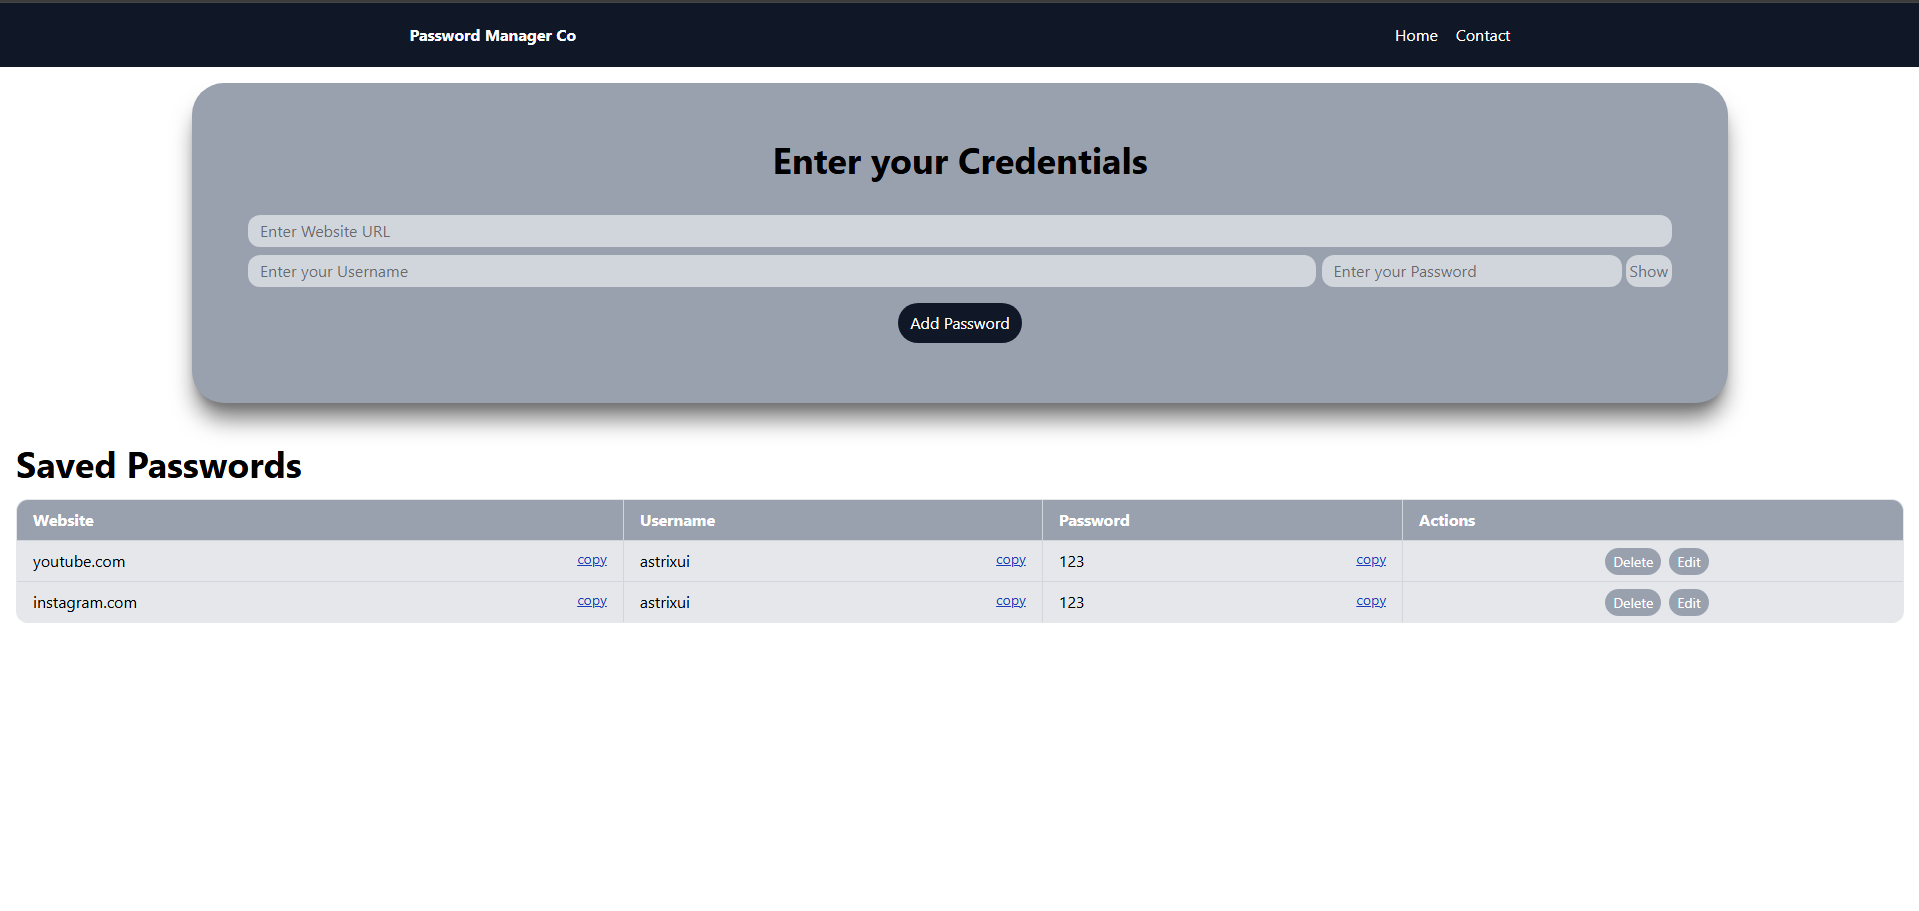 Password Manager Co Home Contact
Enter your Credentials
Enter Website URL
Enter your Username Enter your Password Show
Add Password
Saved Passwords
Website Username Password Actions
youtube.com copy astrixui copy 123 copy Delete Edit
instagram.com copy astrixui copy 123 copy Delete Edit